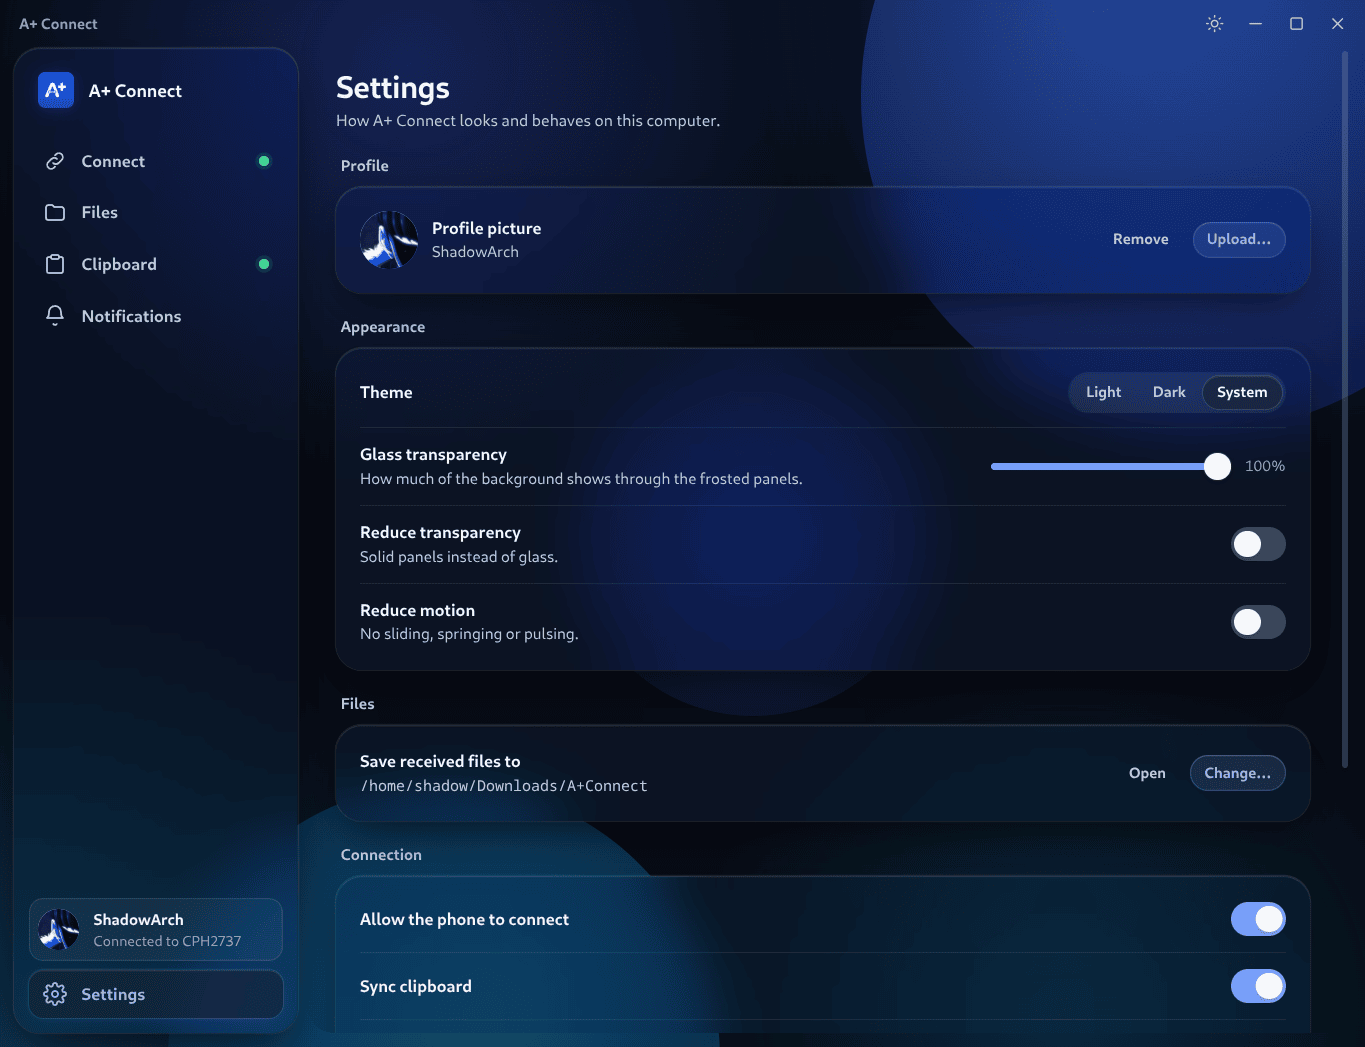 A+ Connect
A+ A+ Connect
Connect
Files
Clipboard
Notifications
ShadowArch
Connected to CPH2737
Settings
Settings
How A+ Connect looks and behaves on this computer.
Profile
Profile picture
ShadowArch
Remove Upload...
Appearance
Theme
Light Dark System
Glass transparency
How much of the background shows through the frosted panels.
100%
Reduce transparency
Solid panels instead of glass.
Reduce motion
No sliding, springing or pulsing.
Files
Save received files to
/home/shadow/Downloads/A+Connect
Open Change...
Connection
Allow the phone to connect
Sync clipboard